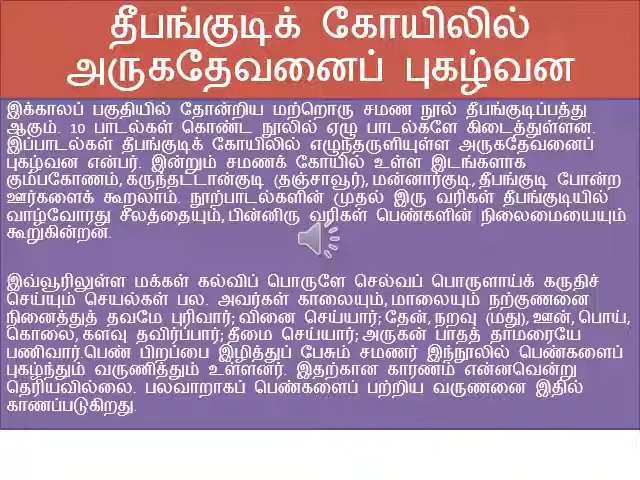 தீபங்குடிக் கோயிலில்
அருகதேவனைப் புகழ்வன
இக்காலப் பகுதியில் தோன்றிய மற்றொரு சமண நூல் தீபங்குடிப்பத்து
ஆகும். 10 பாடல்கள் கொண்ட நூலில் ஏழு பாடல்களே கிடைத்துள்ளன.
இப்பாடல்கள் தீபங்குடிக் கோயிலில் எழுந்தருளியுள்ள அருகதேவனைப்
புகழ்வன என்பர். இன்றும் சமணக் கோயில் உள்ள இடங்களாக
கும்பகோணம், கருந்தட்டான்குடி (தஞ்சாவூர்), மன்னார்குடி, தீபங்குடி போன்ற
ஊர்களைக் கூறலாம். நூற்பாடல்களின் முதல் இரு வரிகள் தீபங்குடியில்
வாழ்வோரது சீலத்தையும், பின்னிரு வரிகள் பெண்களின் நிலைமையையும்
கூறுகின்றன.
இவ்வூரிலுள்ள மக்கள் கல்விப் பொருளே செல்வப் பொருளாய்க் கருதிச்
செய்யும் செயல்கள் பல. அவர்கள் காலையும், மாலையும் நற்குணனை
நினைத்துத் தவமே புரிவார்; வினை செய்யார்; தேன், நறவு (மது), ஊன், பொய்,
கொலை, களவு தவிர்ப்பார்; தீமை செய்யார்; அருகன் பாதத் தாமரையே
பணிவார்.பெண் பிறப்பை இழித்துப் பேசும் சமணர் இந்நூலில் பெண்களைப்
புகழ்ந்தும் வருணித்தும் உள்ளனர். இதற்கான காரணம் என்னவென்று
தெரியவில்லை. பலவாறாகப் பெண்களைப் பற்றிய வருணனை இதில்
காணப்படுகிறது.